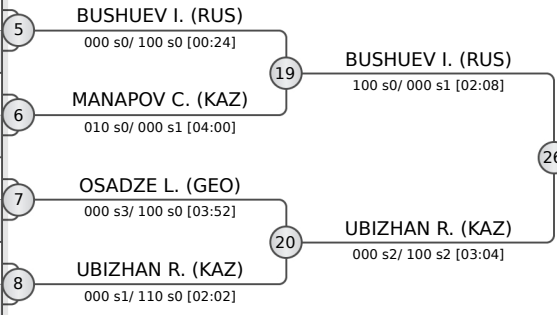 5
BUSHUEV I. (RUS)
000 s0/ 100 s0 [00:24]
19
BUSHUEV I. (RUS)
100 s0/ 000 s1 [02:08]
6
MANAPOV C. (KAZ)
010 s0/ 000 s1 [04:00]
26
7
OSADZE L. (GEO)
000 s3/ 100 s0 [03:52]
20
UBIZHAN R. (KAZ)
000 s2/ 100 s2 [03:04]
8
UBIZHAN R. (KAZ)
000 s1/ 110 s0 [02:02]